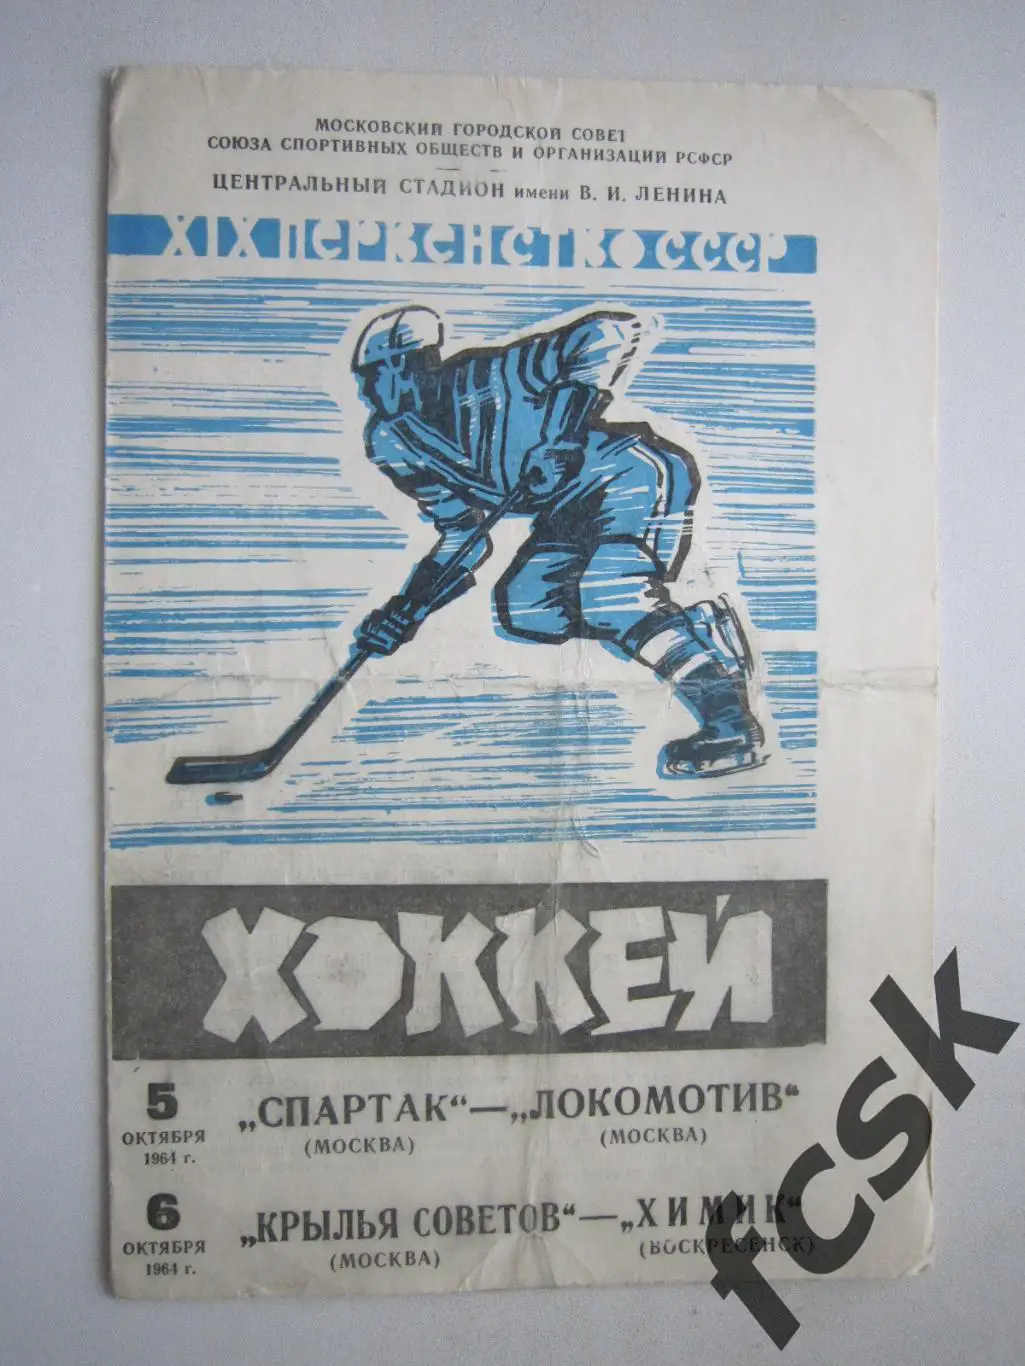 МОСКОВСКИЙ ГОРОДСКОЙ СОВЕТ
СОЮЗА СПОРТИВНЫХ ОБЩЕСТВ И ОРГАНИЗАЦИЙ РСФСР
ЦЕНТРАЛЬНЫЙ СТАДИОН имени В. И. ЛЕНИНА
XIX ПЕРВЕНСТВО СССР
ХОККЕЙ
5 ОКТЯБРЯ 1964 г.
„СПАРТАК“—„ЛОКОМОТИВ“
(МОСКВА) (МОСКВА)
6 ОКТЯБРЯ 1964 г.
„КРЫЛЬЯ СОВЕТОВ“—„ХИМИК“
(МОСКВА) (ВОСКРЕСЕНСК)
fcsk